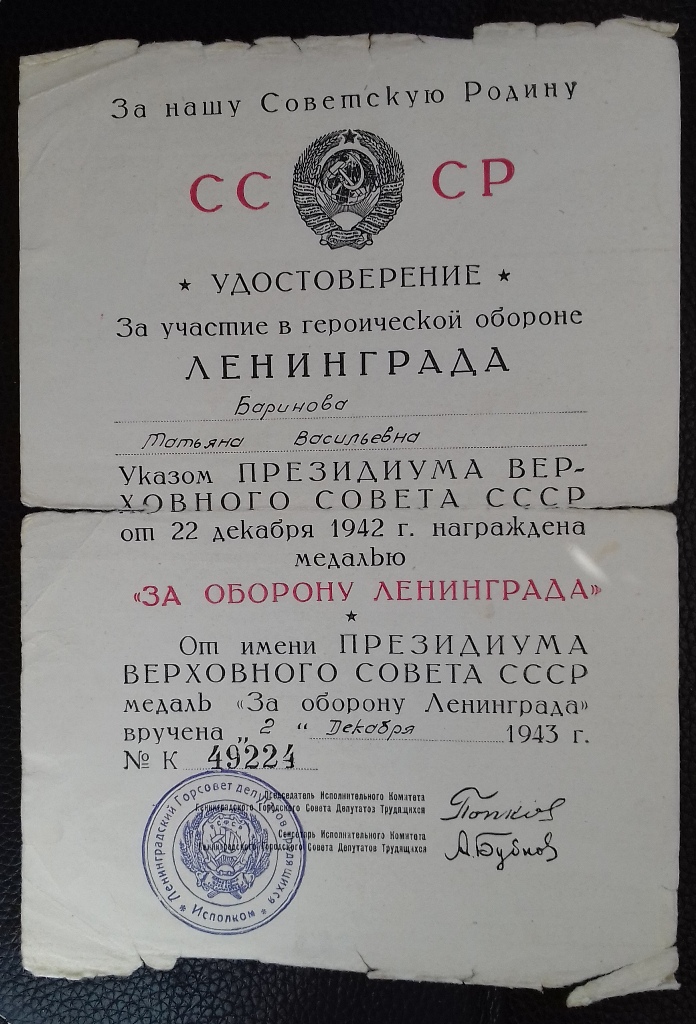 За нашу Советскую Родину
СССР
★ УДОСТОВЕРЕНИЕ ★
За участие в героической обороне
ЛЕНИНГРАДА
Баринова
Татьяна Васильевна
Указом ПРЕЗИДИУМА ВЕР-
ХОВНОГО СОВЕТА СССР
от 22 декабря 1942 г. награждена
медалью
«ЗА ОБОРОНУ ЛЕНИНГРАДА»
★
От имени ПРЕЗИДИУМА
ВЕРХОВНОГО СОВЕТА СССР
медаль «За оборону Ленинграда»
вручена „2“ Декабря 1943 г.
№ К 49224
Председатель Исполнительного Комитета
Ленинградского Городского Совета Депутатов Трудящихся
Попков
Секретарь Исполнительного Комитета
Ленинградского Городского Совета Депутатов Трудящихся
А.Бубнов
Ленинградский Горсовет депутатов трудящихся
★ Исполком ★